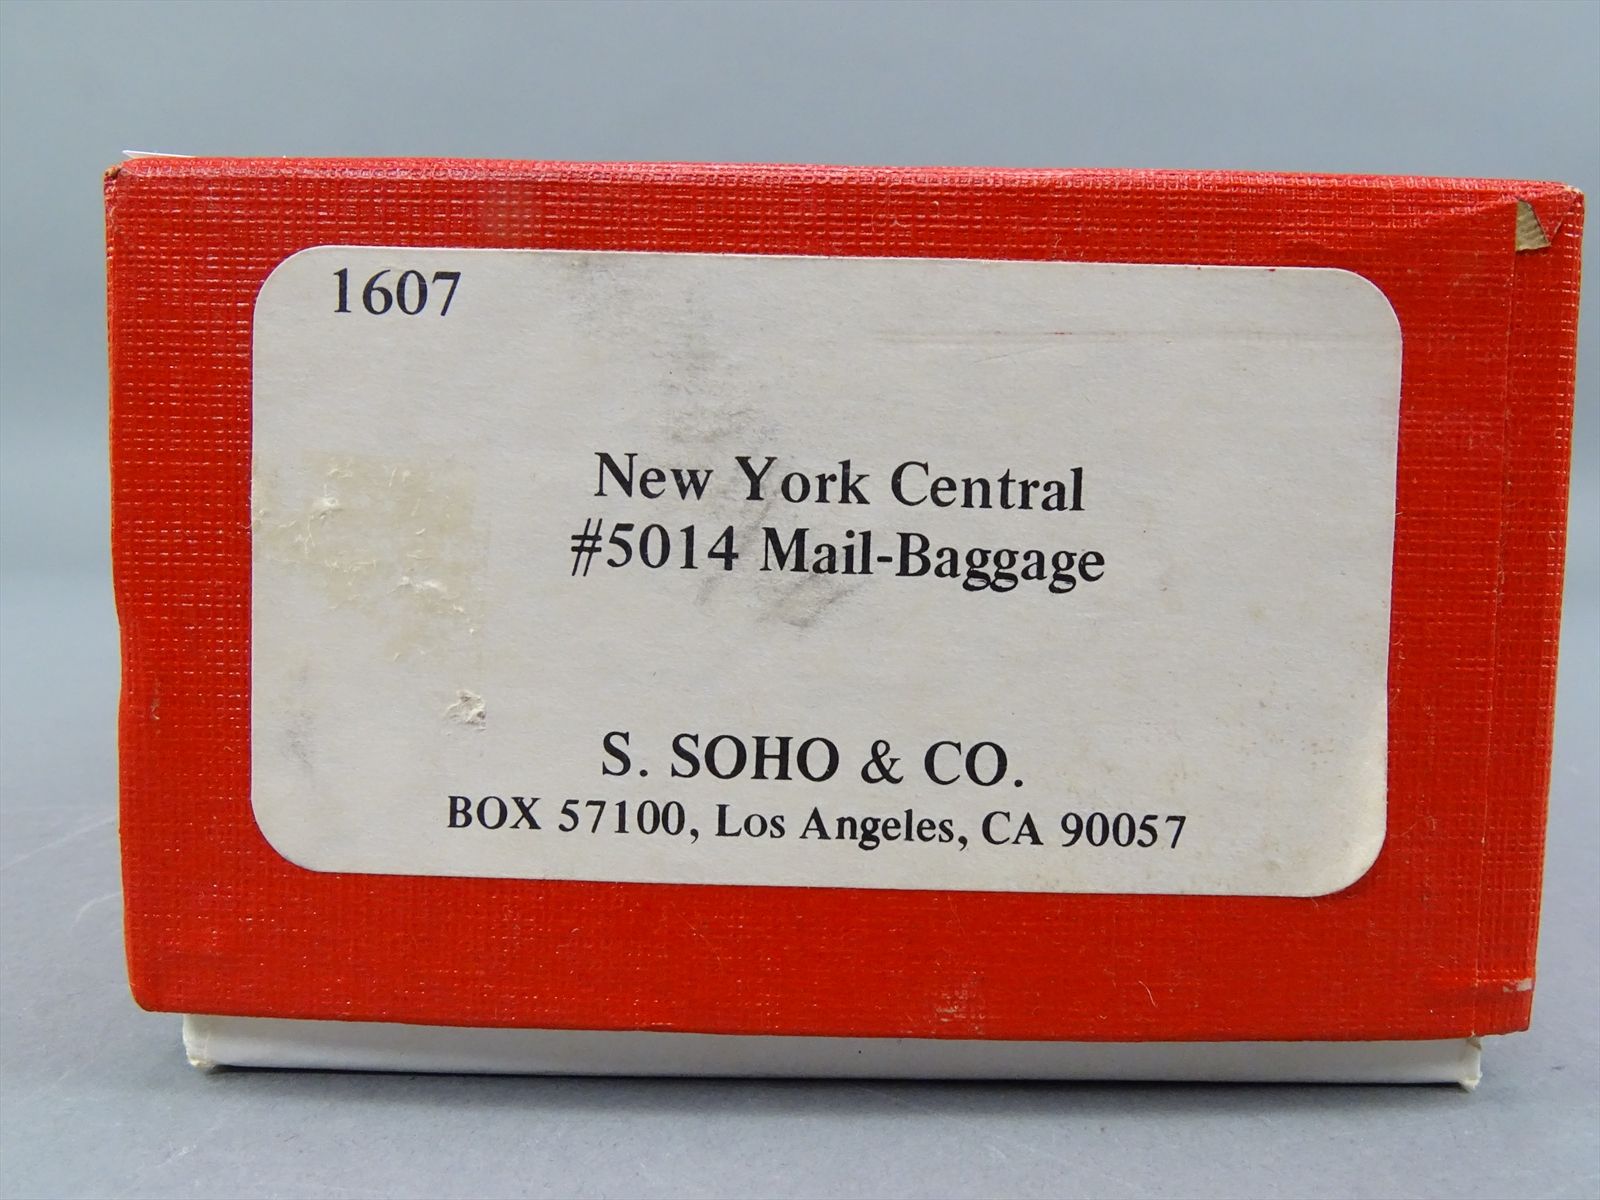 1607
New York Central
#5014 Mail-Baggage
S. SOHO & CO.
BOX 57100, Los Angeles, CA 90057